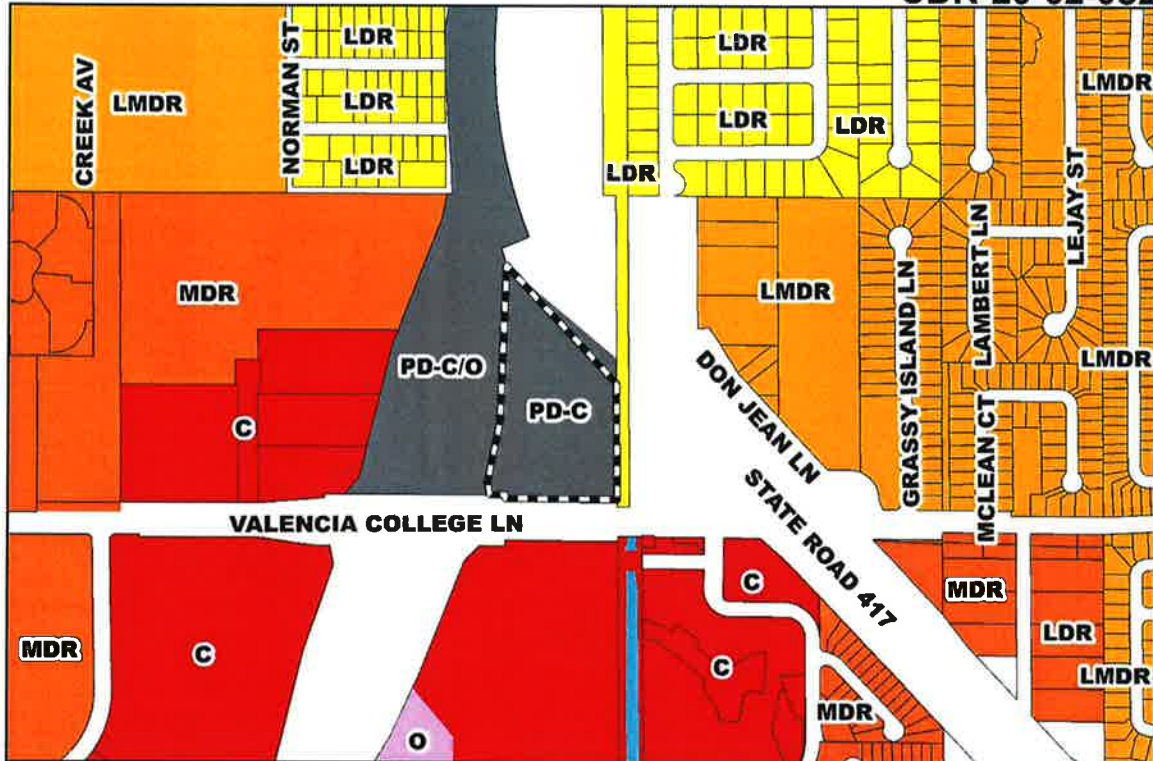 CREEK AV
LMDR
NORMAN ST
LDR
LDR
LDR
LDR
LDR
LDR
LDR
LMDR
LEJAY ST
MDR
LMDR
GRASSY ISLAND LN
LAMBERT LN
LMDR
PD-C/O
PD-C
DON JEAN LN
C
MCLEAN CT
VALENCIA COLLEGE LN
STATE ROAD 417
C
MDR
MDR
C
C
LDR
LMDR
MDR
O